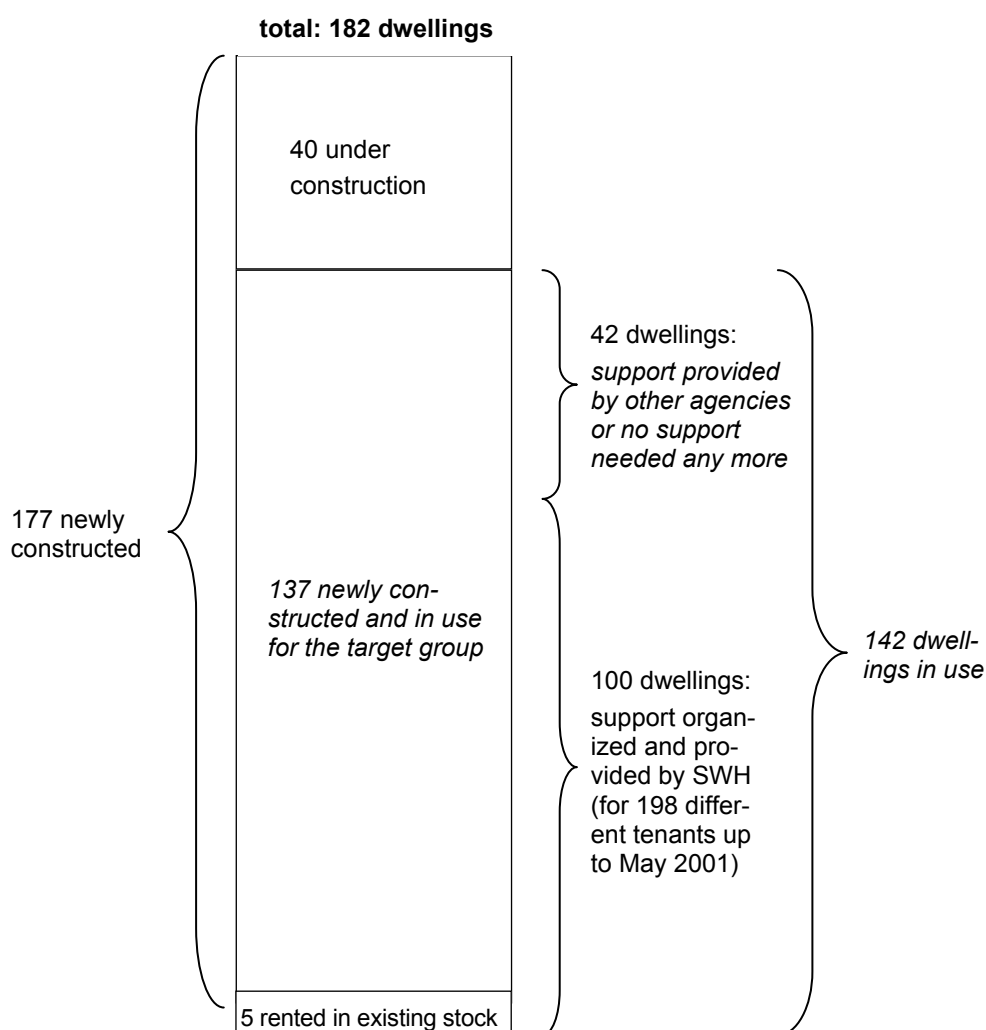 total: 182 dwellings
40 under
construction
42 dwellings:
support provided
by other agencies
or no support
needed any more
177 newly
constructed
137 newly con-
structed and in use
for the target group
142 dwell-
ings in use
100 dwellings:
support organ-
ized and pro-
vided by SWH
(for 198 differ-
ent tenants up
to May 2001)
5 rented in existing stock